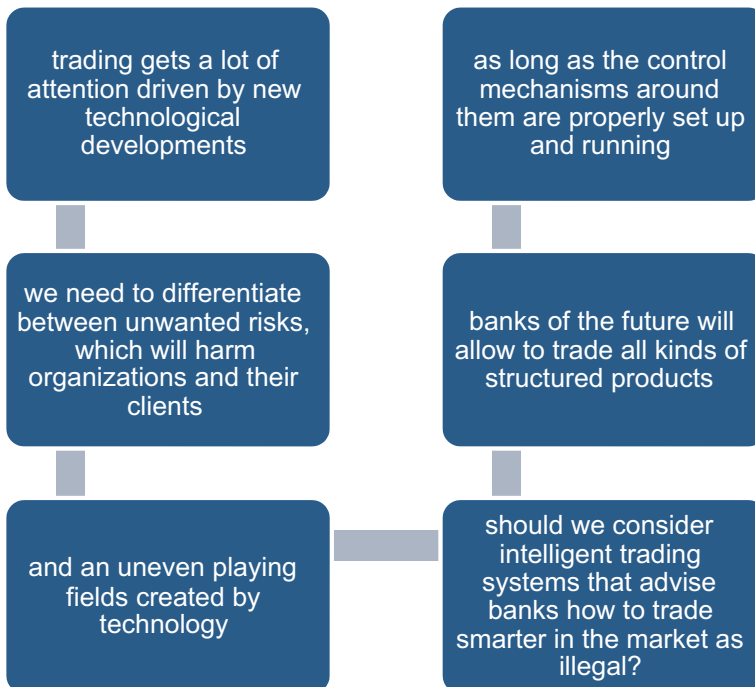 trading gets a lot of
attention driven by new
technological
developments
we need to differentiate
between unwanted risks,
which will harm
organizations and their
clients
and an uneven playing
fields created by
technology
should we consider
intelligent trading
systems that advise
banks how to trade
smarter in the market as
illegal?
banks of the future will
allow to trade all kinds of
structured products
as long as the control
mechanisms around
them are properly set up
and running